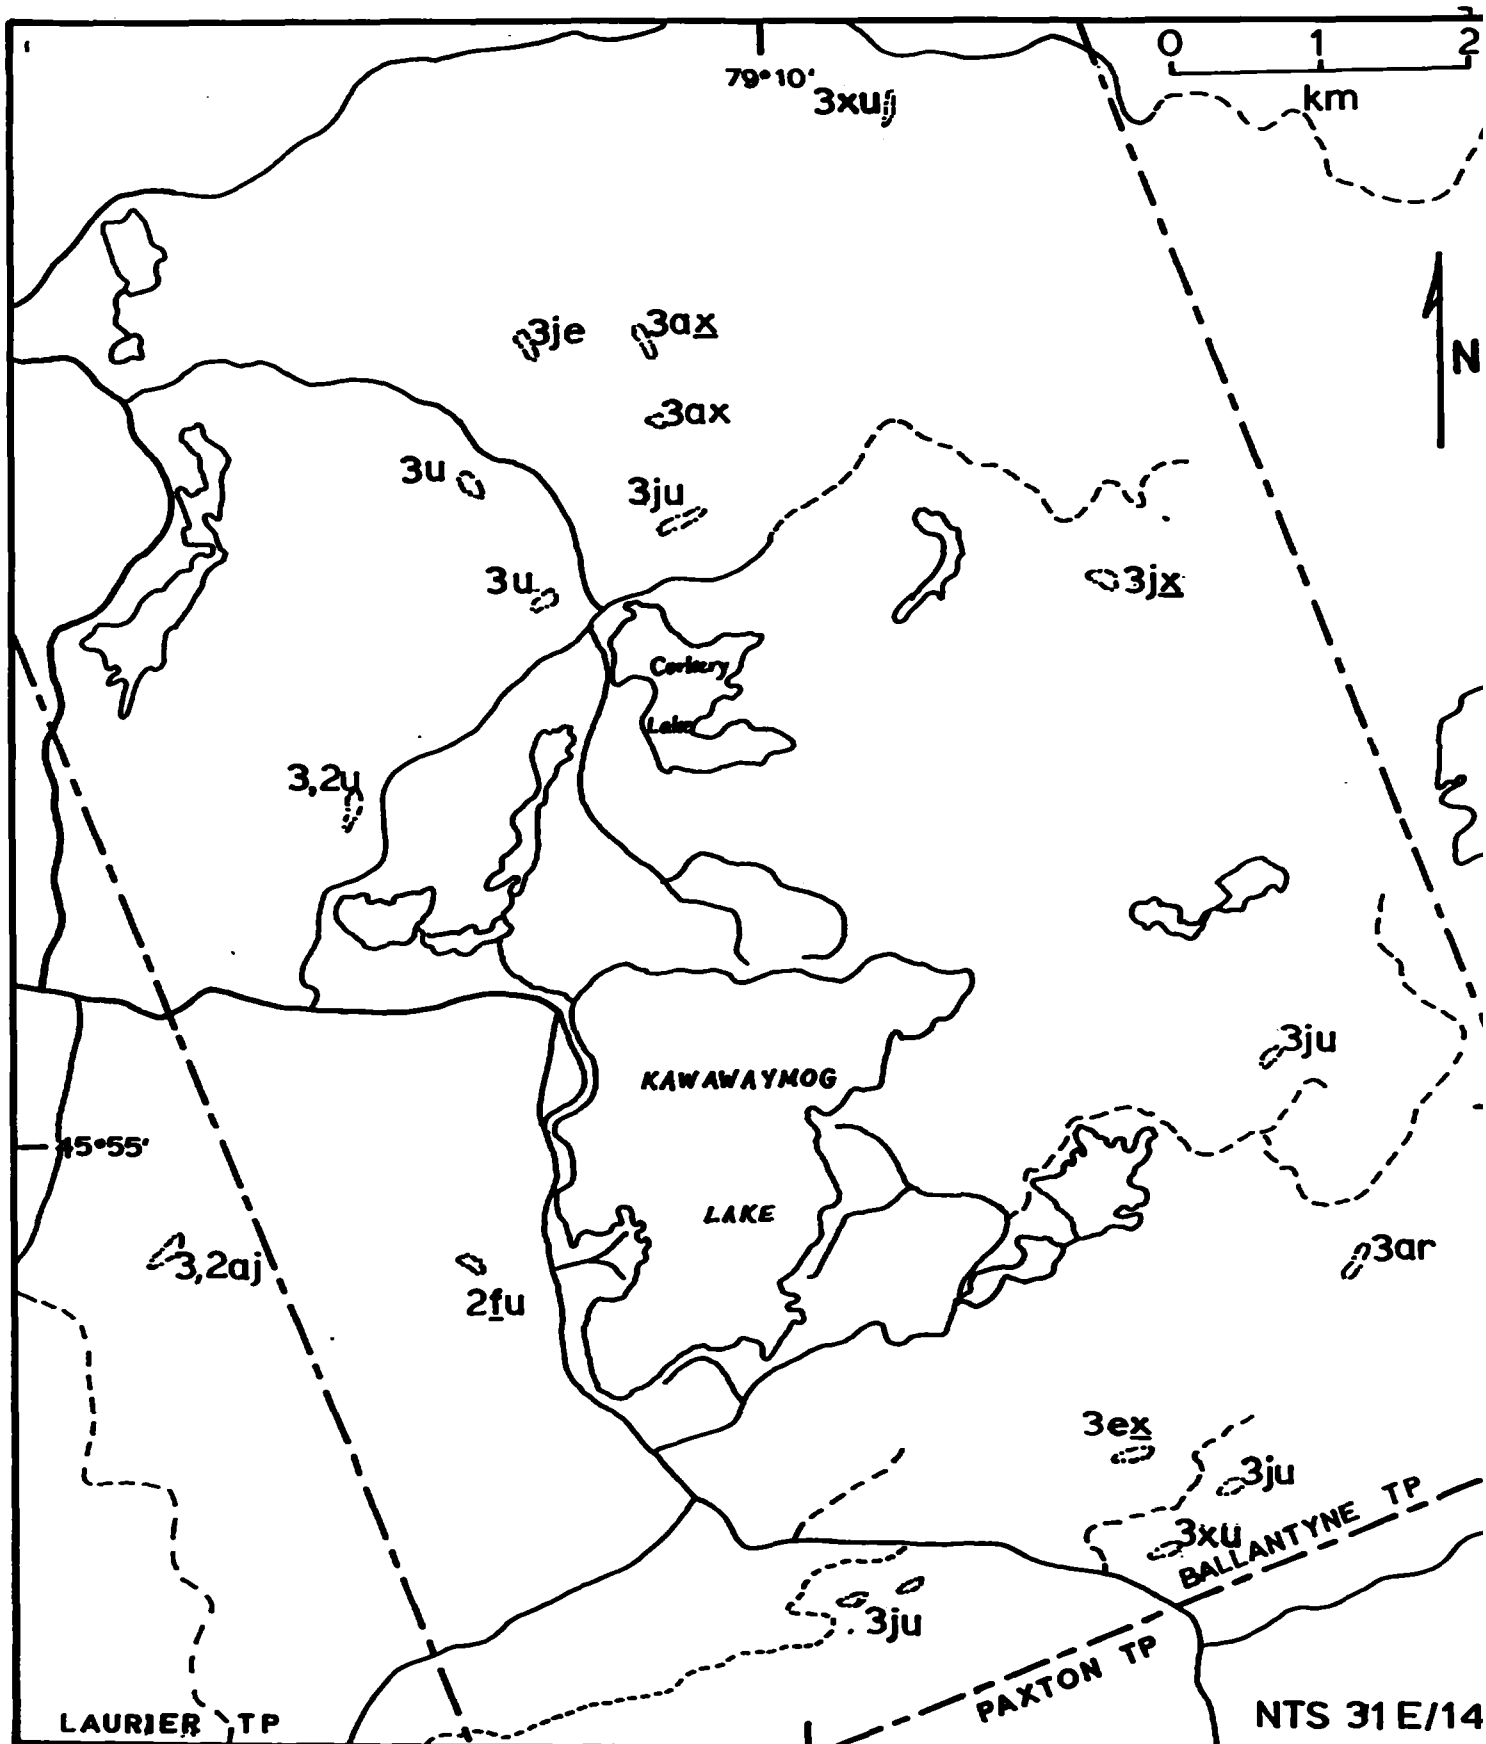 0 1 2
km
79°10'
3xuj
3je
3ax
N
3ax
3u
3ju
3u
3jx
Corkery
Lake
3,2u
3ju
KAWAWAYMOG
45°55'
LAKE
3ar
3,2aj
2fu
3ex
3ju
3xu
BALLANTYNE TP
3ju
PAXTON TP
NTS 31E/14
LAURIER TP